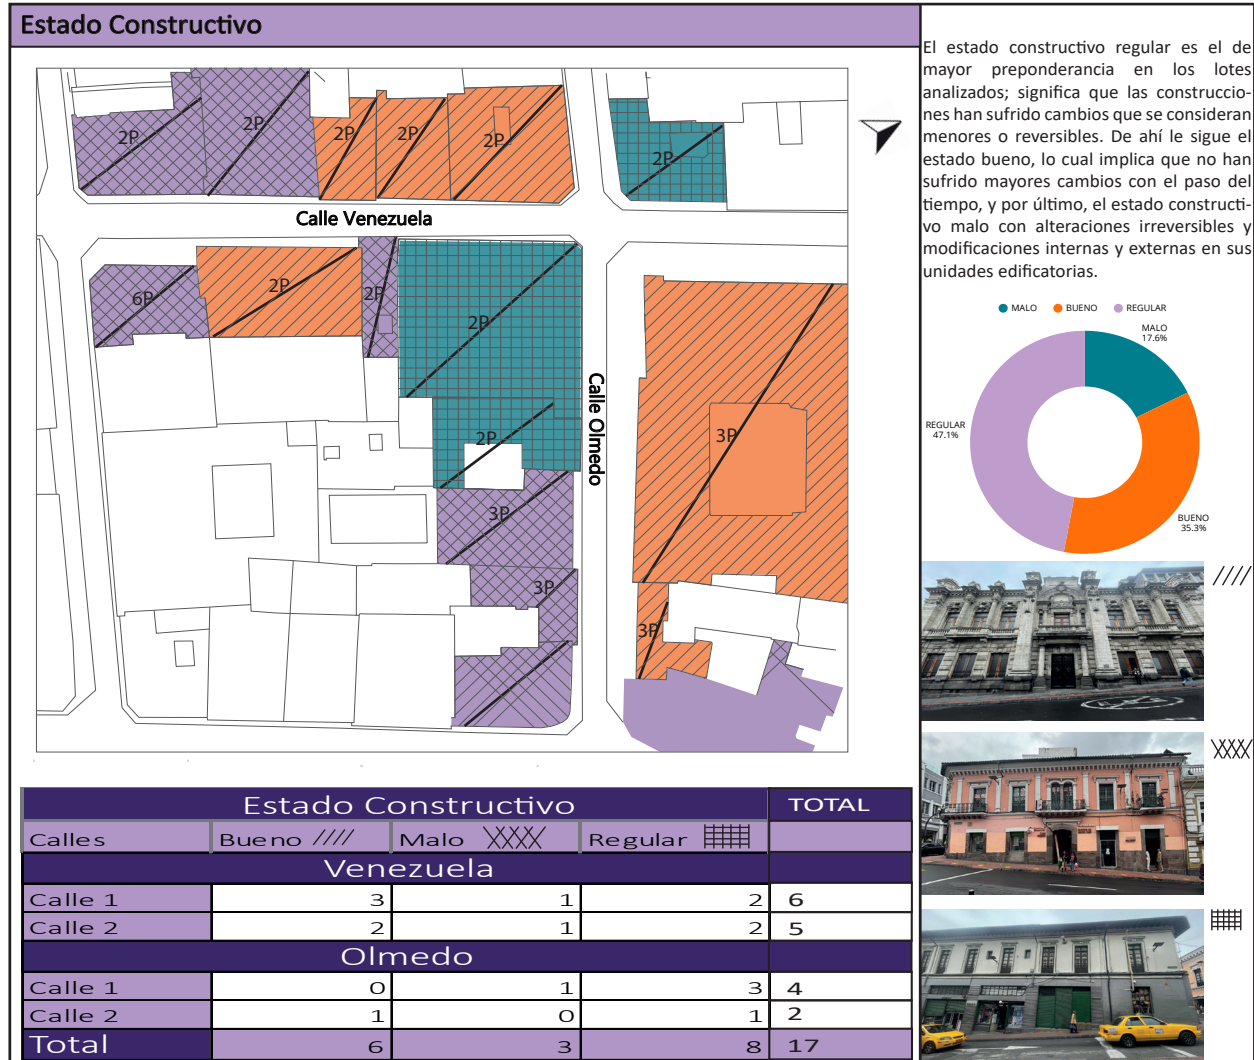 Estado Constructivo
2P
2P
2P
2P
2P
2P
Calle Venezuela
6P
2P
2P
2P
2P
Calle Olmedo
3P
3P
3P
3P
El estado constructivo regular es el de
mayor preponderancia en los lotes
analizados; significa que las construccio-
nes han sufrido cambios que se consideran
menores o reversibles. De ahí le sigue el
estado bueno, lo cual implica que no han
sufrido mayores cambios con el paso del
tiempo, y por último, el estado constructi-
vo malo con alteraciones irreversibles y
modificaciones internas y externas en sus
unidades edificatorias.
MALO BUENO REGULAR
MALO
17.6%
REGULAR
47.1%
BUENO
35.3%
Estado Constructivo TOTAL
Calles Bueno Malo Regular
Venezuela
Calle 1 3 1 2 6
Calle 2 2 1 2 5
Olmedo
Calle 1 0 1 3 4
Calle 2 1 0 1 2
Total 6 3 8 17